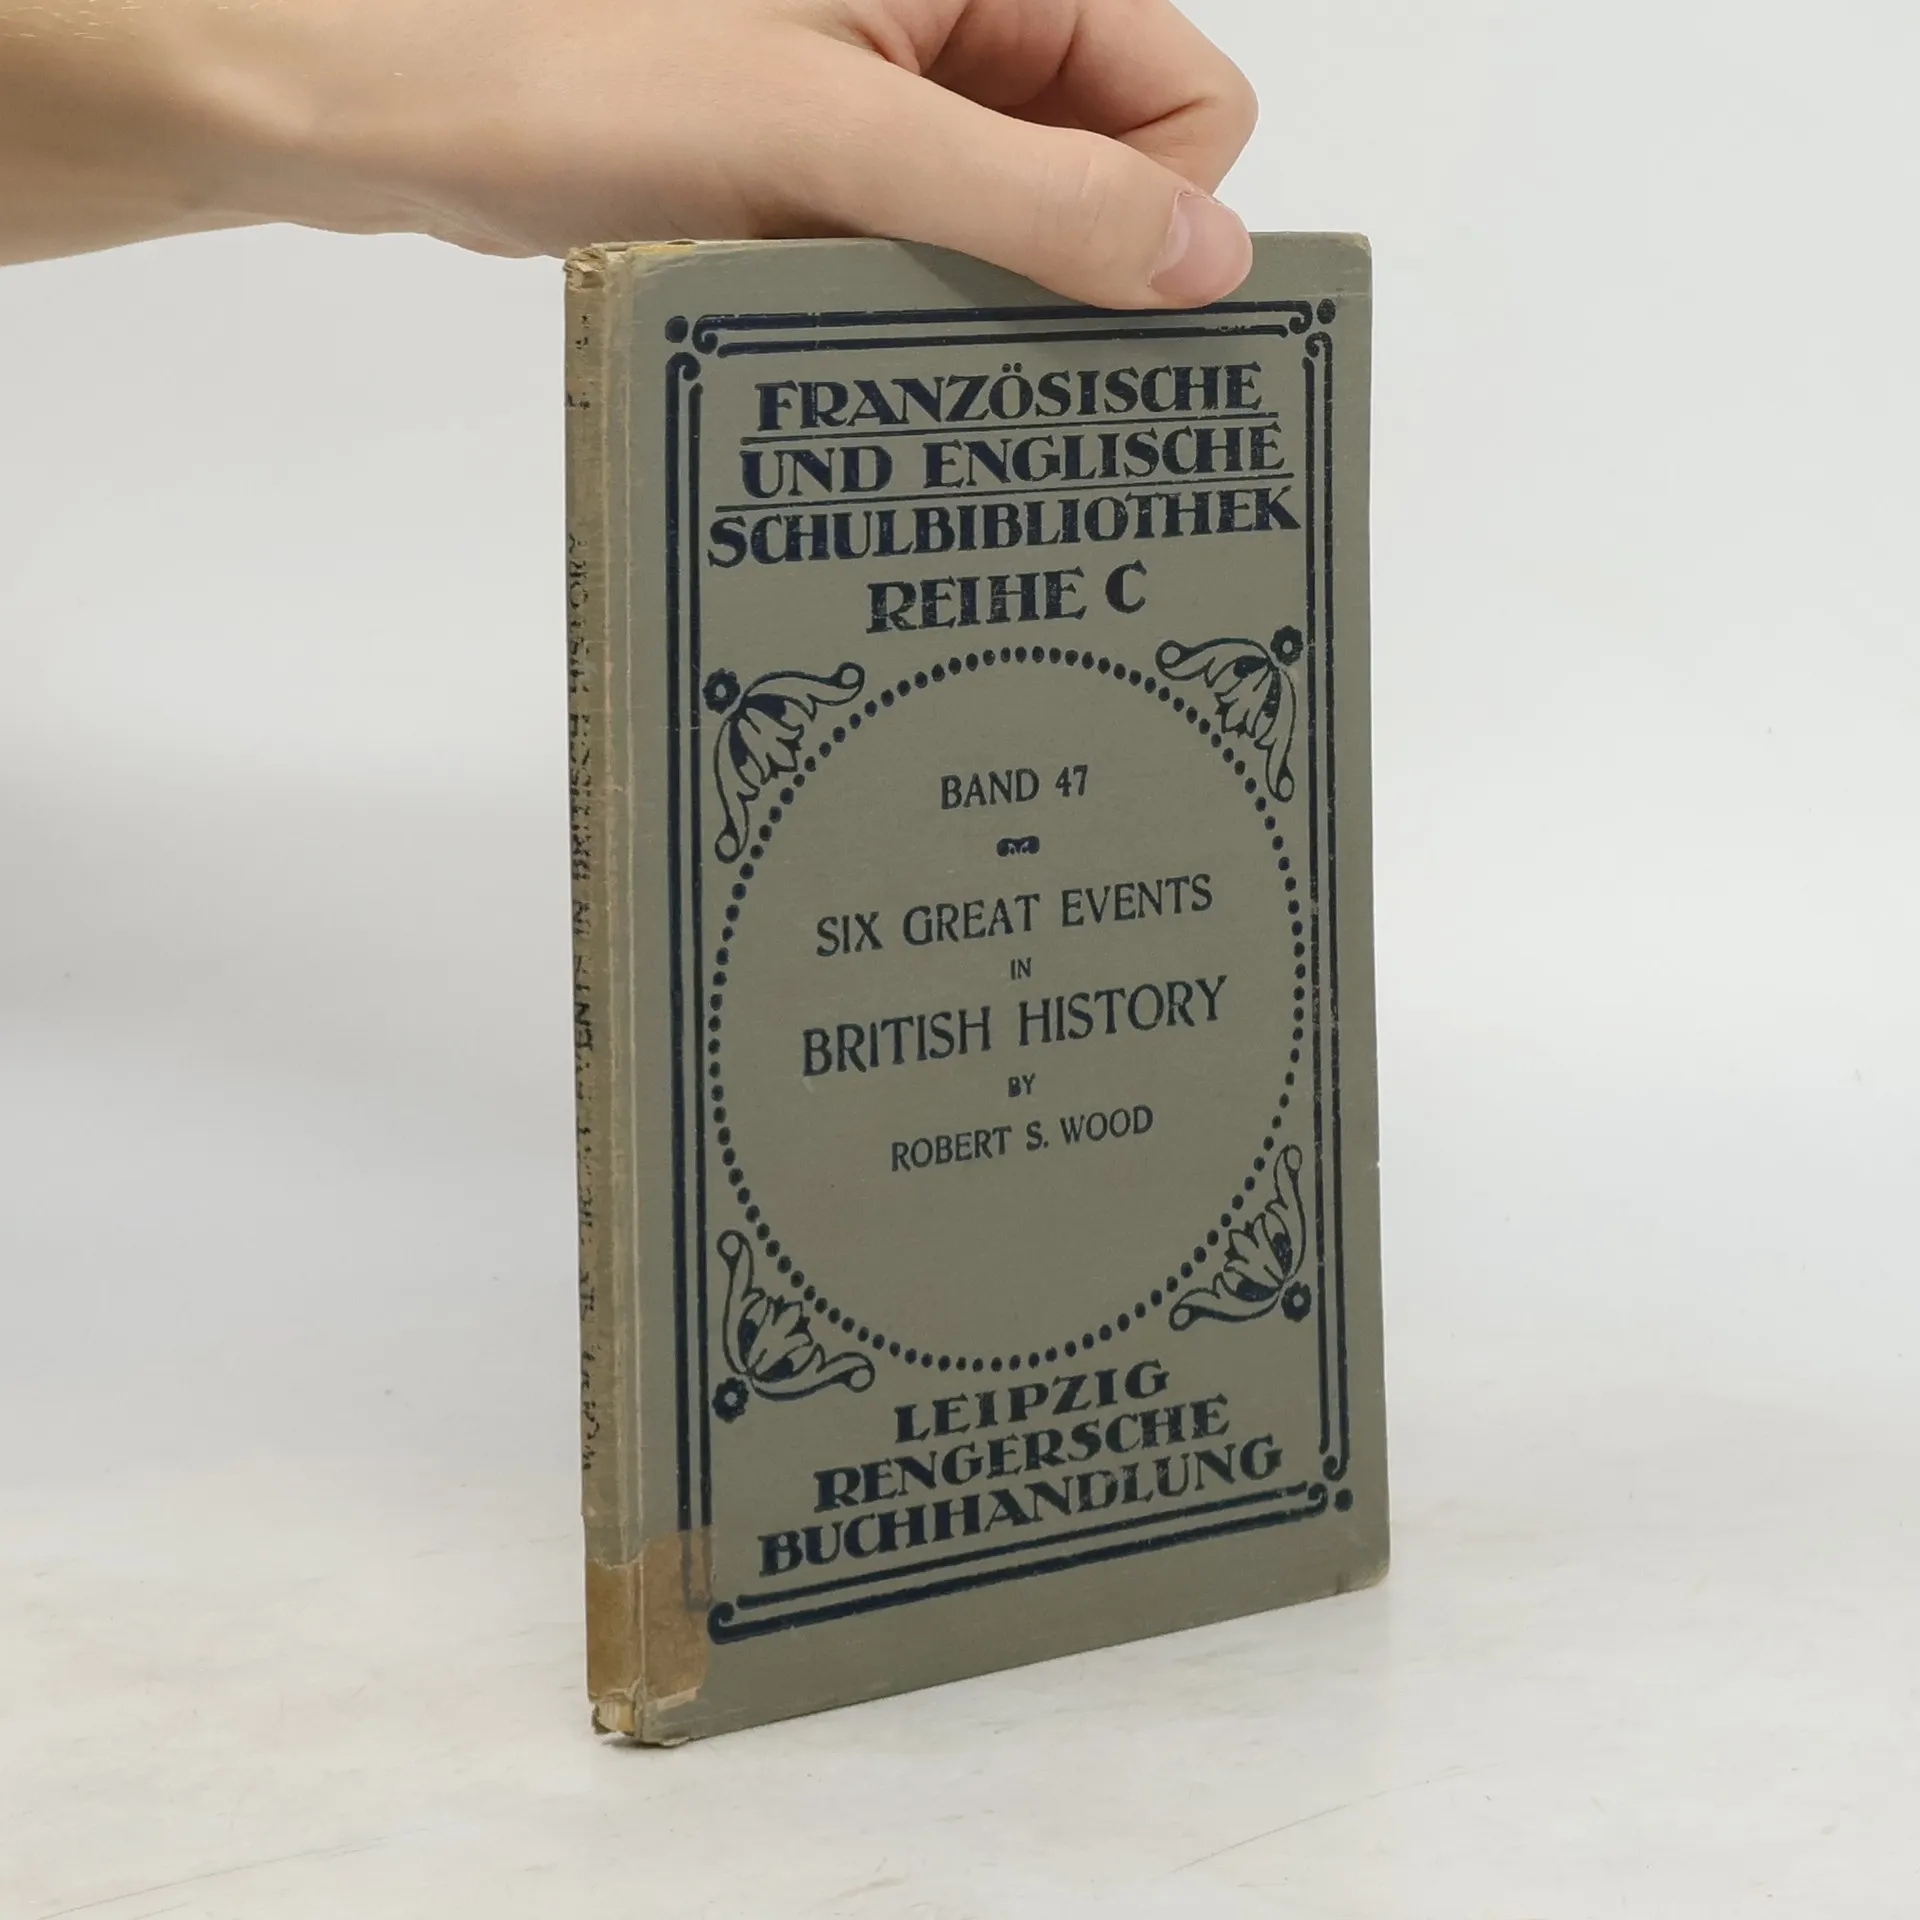 FRANZÖSISCHE
UND ENGLISCHE
SCHULBIBLIOTHEK
REIHE C
BAND 47
SIX GREAT EVENTS
IN
BRITISH HISTORY
BY
ROBERT S. WOOD
LEIPZIG
RENGERSCHE
BUCHHANDLUNG